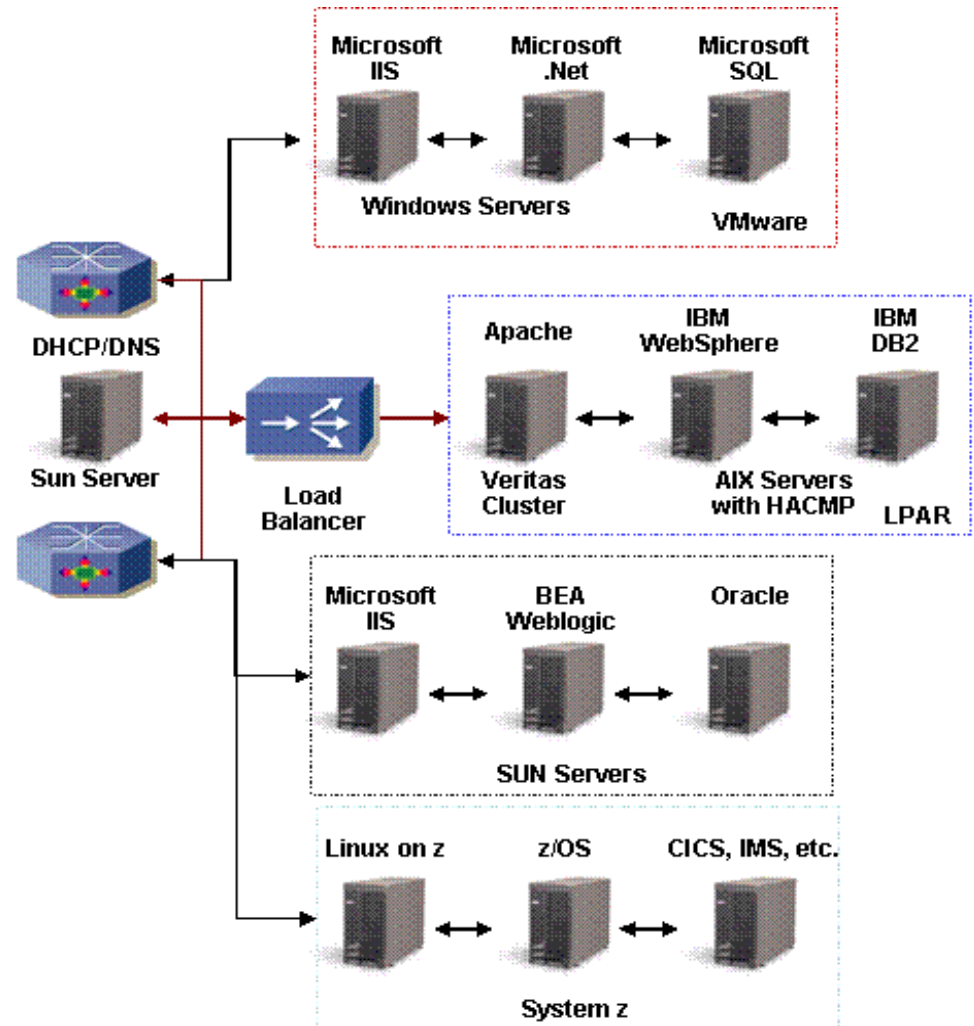 Microsoft
IIS
Microsoft
.Net
Microsoft
SQL
Windows Servers
VMware
DHCP/DNS
Sun Server
Load
Balancer
Apache
IBM
WebSphere
IBM
DB2
Veritas
Cluster
AIX Servers
with HACMP
LPAR
Microsoft
IIS
BEA
Weblogic
Oracle
SUN Servers
Linux on z
z/OS
CICS, IMS, etc.
System z